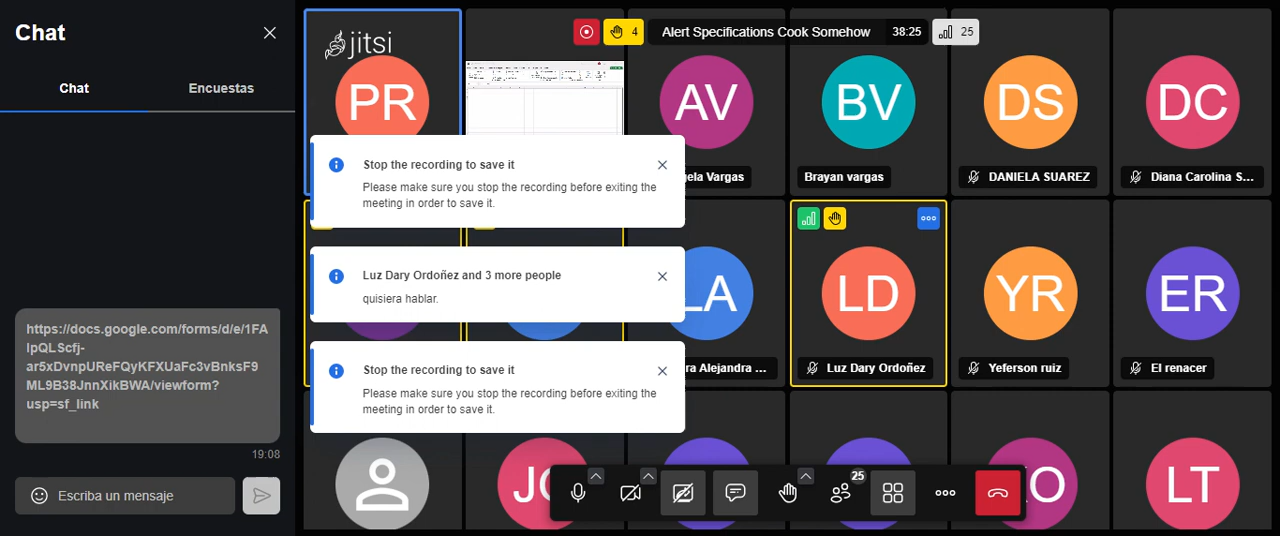 Chat
Chat
Encuestas
https://docs.google.com/forms/d/e/1FA
IpQLScfj-
ar5xDvnpUReFQyKFXUaFc3vBnksF9
ML9B38JnnXikBWA/viewform?
usp=sf_link
19:08
Escriba un mensaje
jitsi
4
Alert Specifications Cook Somehow
38:25
25
PR
AV
BV
DS
DC
gela Vargas
Brayan vargas
DANIELA SUAREZ
Diana Carolina S...
Stop the recording to save it
Please make sure you stop the recording before exiting the
meeting in order to save it.
Luz Dary Ordoñez and 3 more people
quisiera hablar.
LA
LD
YR
ER
ra Alejandra ...
Luz Dary Ordoñez
Yeferson ruiz
El renacer
Stop the recording to save it
Please make sure you stop the recording before exiting the
meeting in order to save it.
LT
25